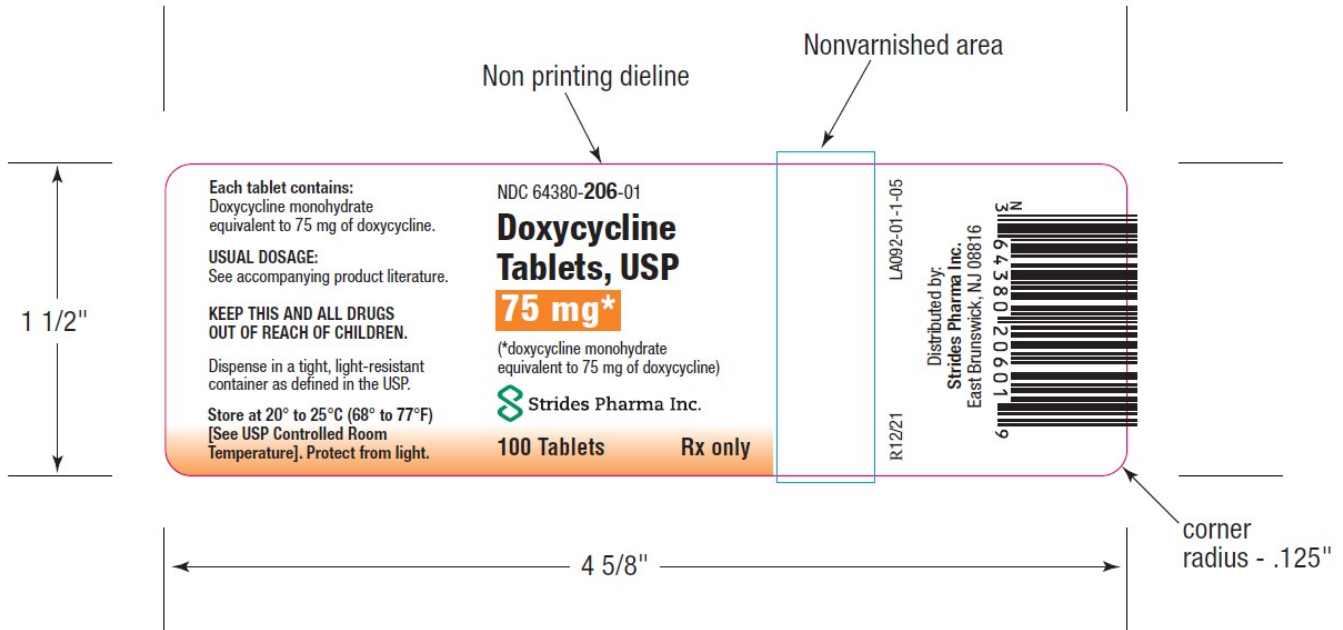 Nonvarnished area
Non printing dieline
1 1/2"
Each tablet contains:
Doxycycline monohydrate
equivalent to 75 mg of doxycycline.
USUAL DOSAGE:
See accompanying product literature.
KEEP THIS AND ALL DRUGS
OUT OF REACH OF CHILDREN.
Dispense in a tight, light-resistant
container as defined in the USP.
Store at 20° to 25°C (68° to 77°F)
[See USP Controlled Room
Temperature]. Protect from light.
NDC 64380-206-01
Doxycycline
Tablets, USP
75 mg*
(*doxycycline monohydrate
equivalent to 75 mg of doxycycline)
Strides Pharma Inc.
100 Tablets Rx only
R12/21 LA092-01-1-05
Distributed by:
Strides Pharma Inc.
East Brunswick, NJ 08816
N
3 64380 20601 9
corner
radius - .125"
4 5/8"